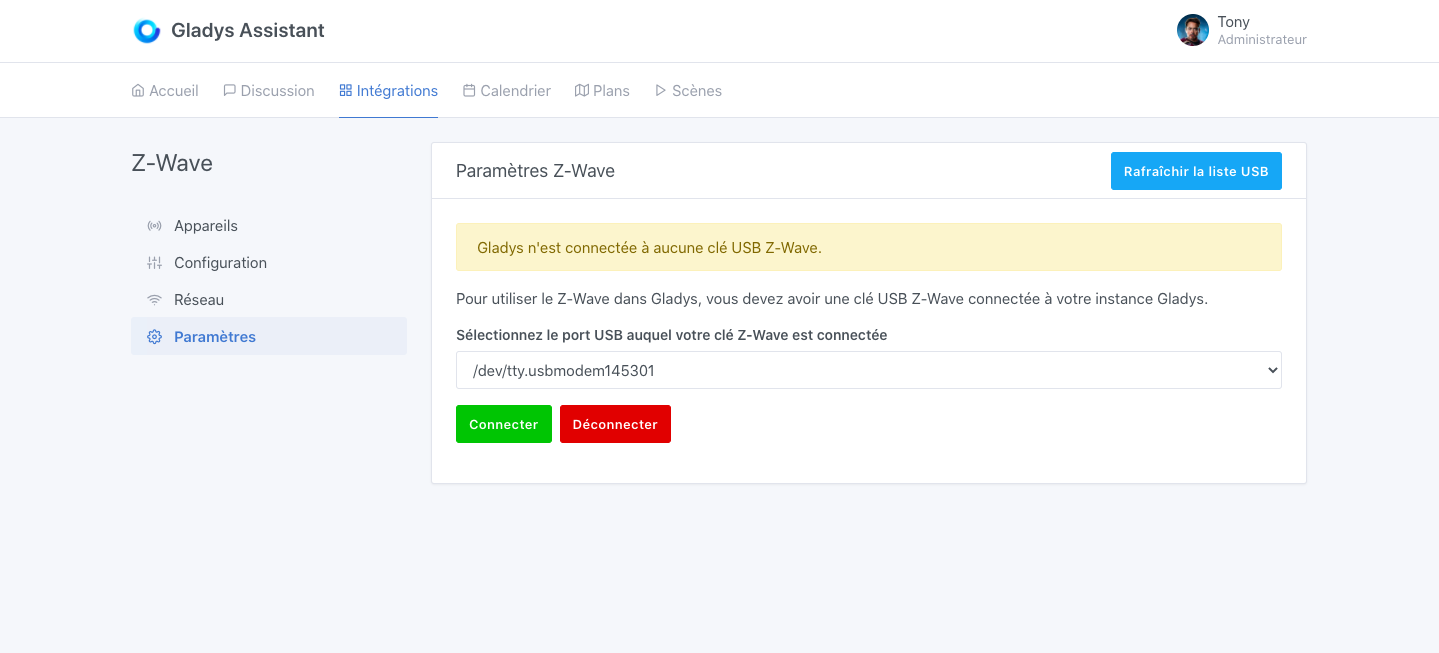 Gladys Assistant
Tony
Administrateur
Accueil
Discussion
Intégrations
Calendrier
Plans
Scènes
Z-Wave
Appareils
Configuration
Réseau
Paramètres
Paramètres Z-Wave
Rafraîchir la liste USB
Gladys n'est connectée à aucune clé USB Z-Wave.
Pour utiliser le Z-Wave dans Gladys, vous devez avoir une clé USB Z-Wave connectée à votre instance Gladys.
Sélectionnez le port USB auquel votre clé Z-Wave est connectée
/dev/tty.usbmodem145301
Connecter
Déconnecter